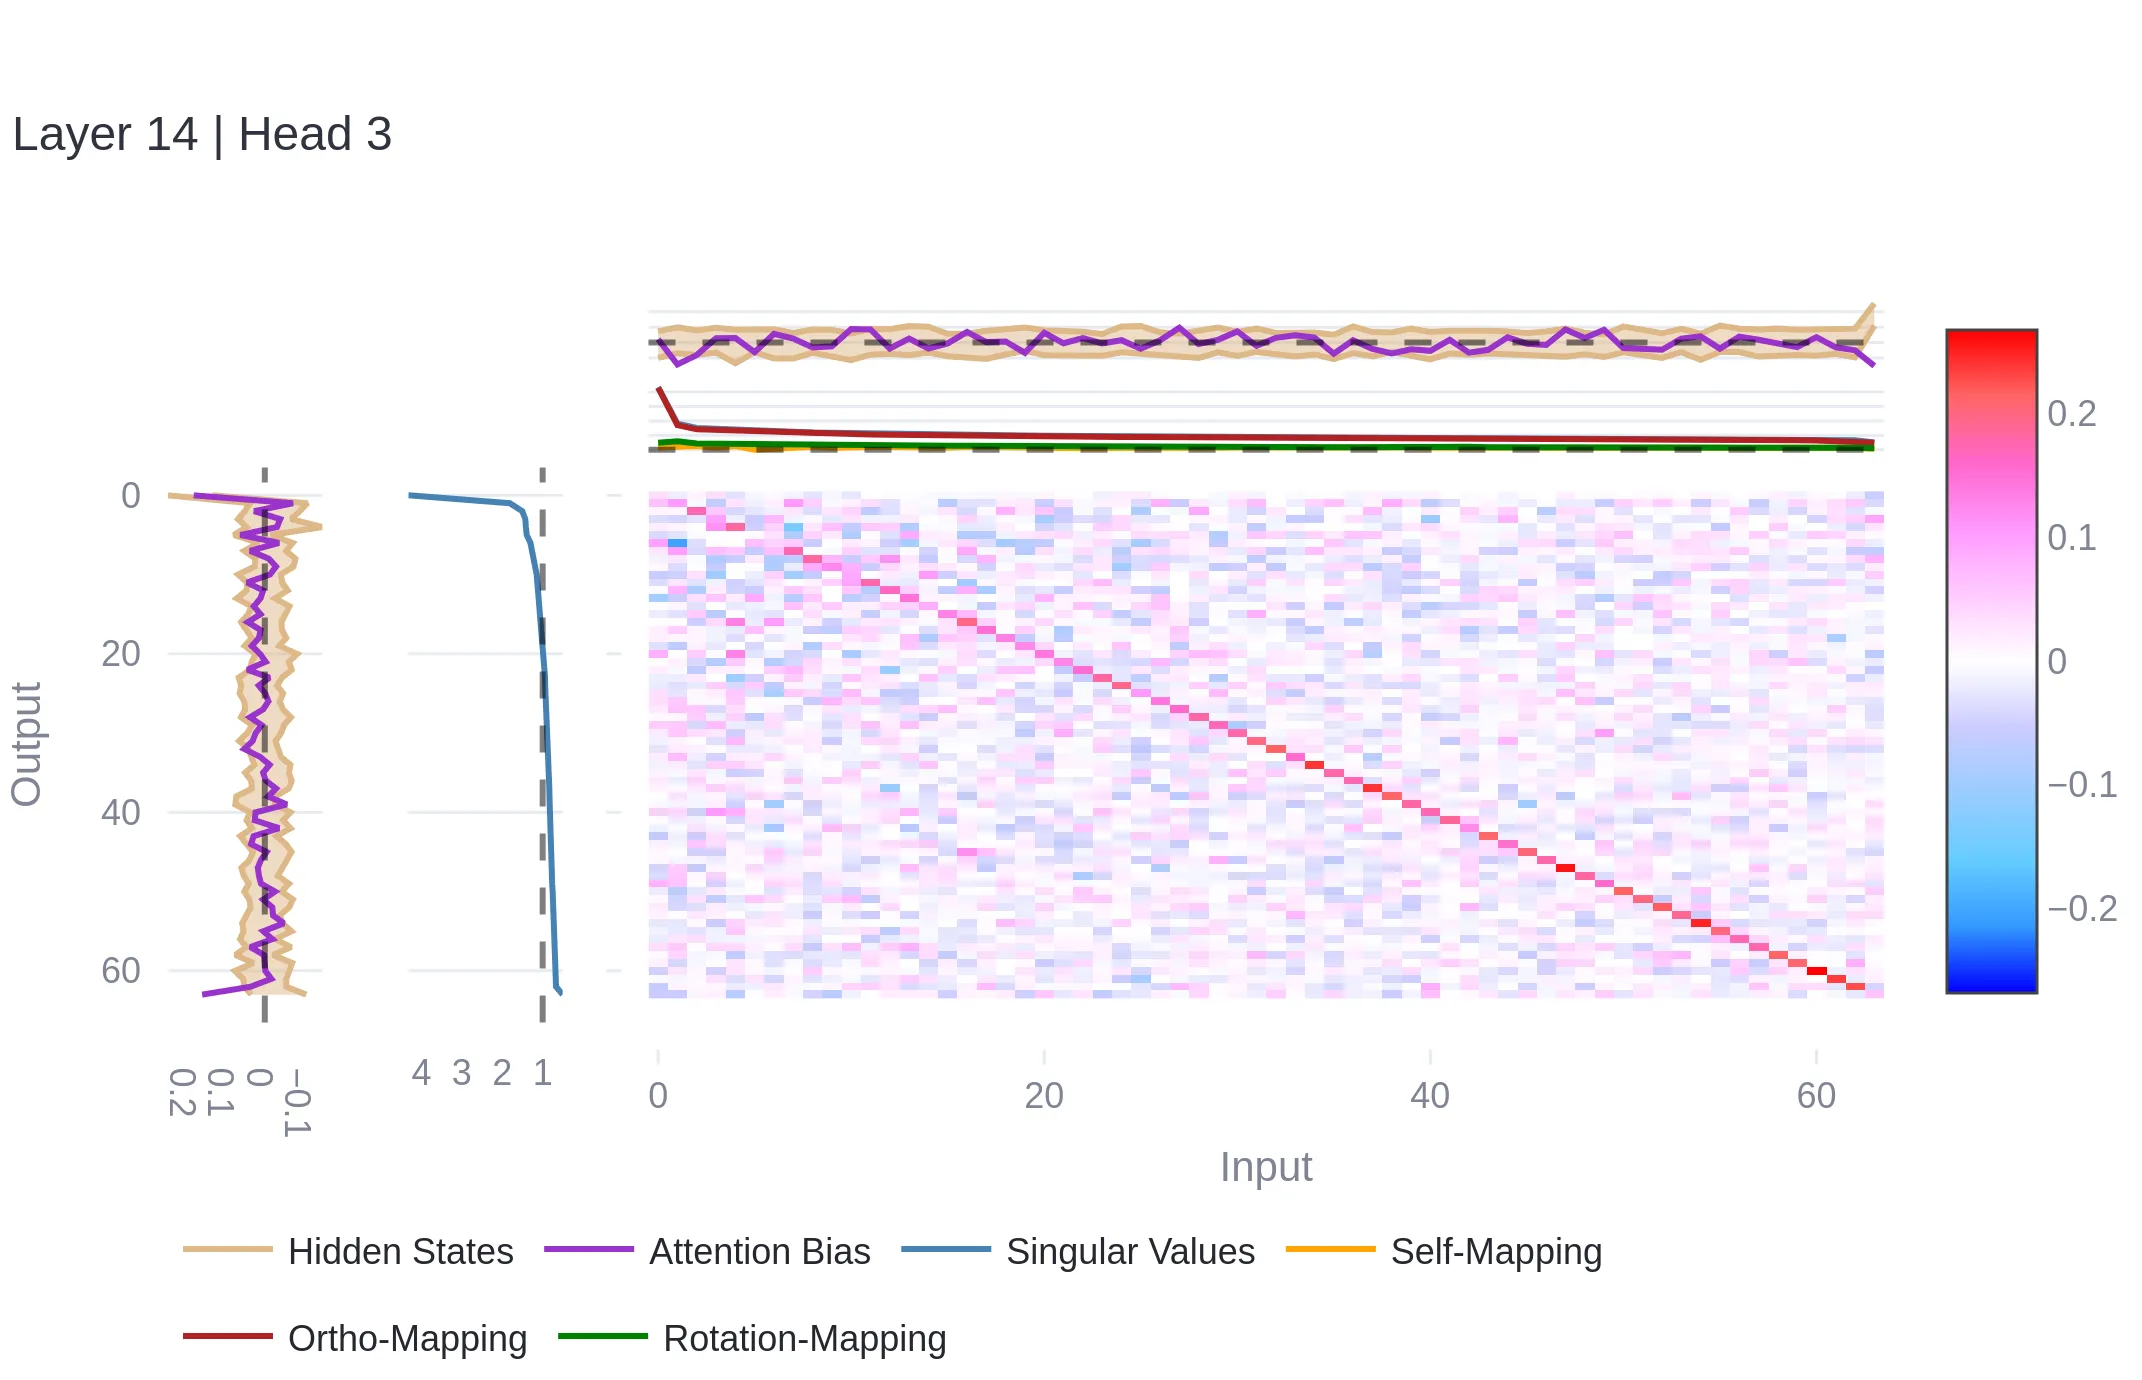 Layer 14 | Head 3
0.2
0.1
0
−0.1
−0.2
0
20
40
60
Output
0.2
0.1
0
−0.1
4 3 2 1
0 20 40 60
Input
Hidden States Attention Bias Singular Values Self-Mapping
Ortho-Mapping Rotation-Mapping